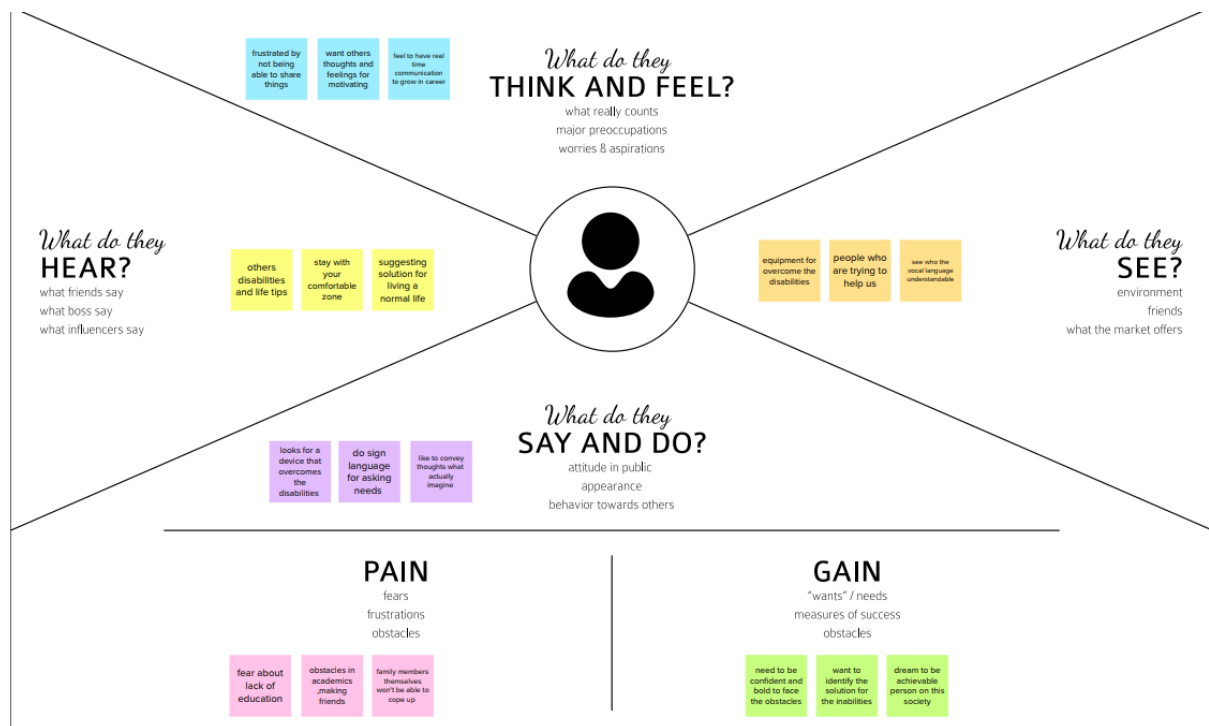 frustrated by
not being
able to share
things
want others
thoughts and
feelings for
motivating
feel to have real
time
communication
to grow in career
What do they
THINK AND FEEL?
what really counts
major preoccupations
worries & aspirations
What do they
HEAR?
what friends say
what boss say
what influencers say
others
disabilities
and life tips
stay with
your
comfortable
zone
suggesting
solution for
living a
normal life
equipment for
overcome the
disabilities
people who
are trying to
help us
see who the
vocal language
understandable
What do they
SEE?
environment
friends
what the market offers
What do they
SAY AND DO?
attitude in public
appearance
behavior towards others
looks for a
device that
overcomes
the
disabilities
do sign
language
for asking
needs
like to convey
thoughts what
actually
imagine
PAIN
fears
frustrations
obstacles
fear about
lack of
education
obstacles in
academics
,making
friends
family members
themselves
won't be able to
cope up
GAIN
"wants" / needs
measures of success
obstacles
need to be
confident and
bold to face
the obstacles
want to
identify the
solution for
the inabilities
dream to be
achievable
person on this
society